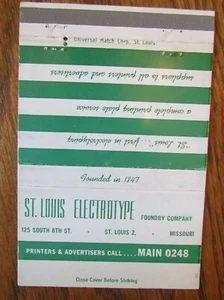 Universal Match Corp., St. Louis
suppliers to all printers and advertisers
a complete printing plate service
"St. Louis"... first in electrotyping
founded in 1847
ST. LOUIS ELECTROTYPE FOUNDRY COMPANY
125 SOUTH 8TH ST. • ST. LOUIS 2, • MISSOURI
PRINTERS & ADVERTISERS CALL .... MAIN 0248
Close Cover Before Striking